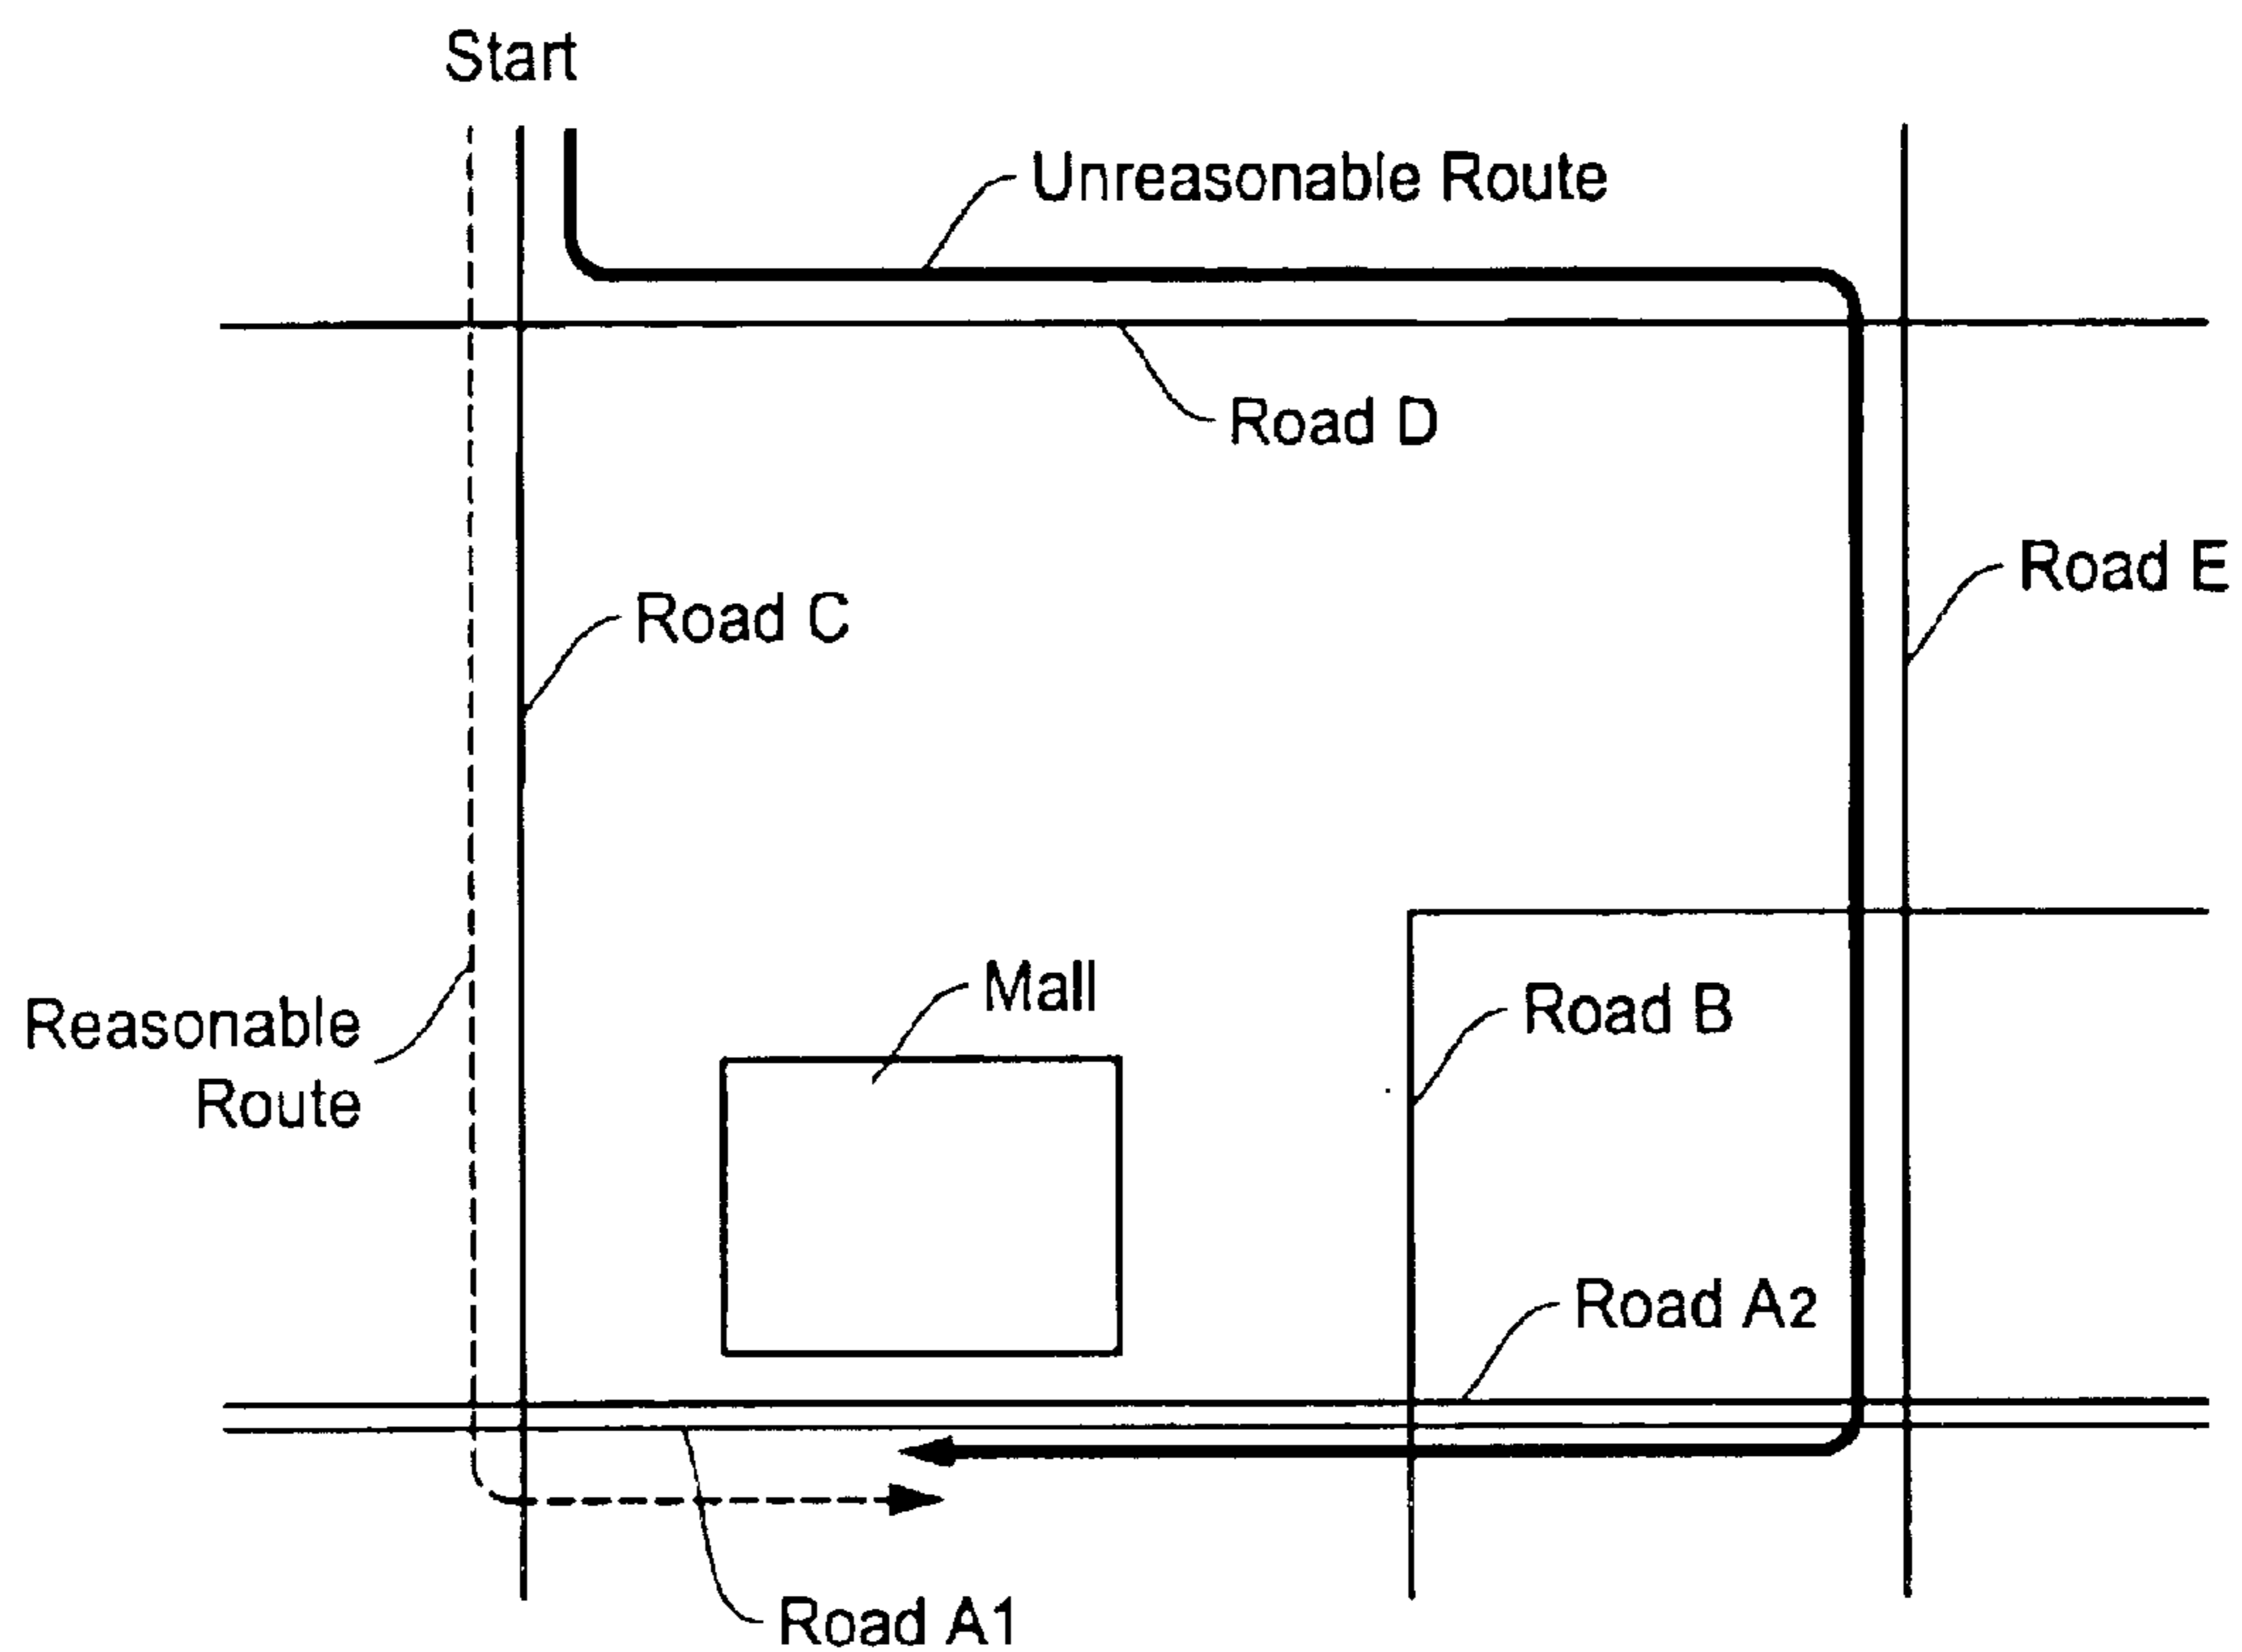 Start
Unreasonable Route
Road D
Road E
Road C
Mall
Road B
Reasonable
Route
Road A2
Road A1